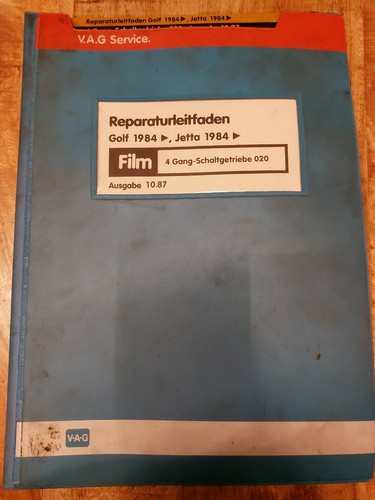 Reparaturleitfaden Golf 1984 ►, Jetta 1984 ►
V.A.G Service.
Reparaturleitfaden
Golf 1984 ►, Jetta 1984 ►
Film 4 Gang-Schaltgetriebe 020
Ausgabe 10.87
V·A·G